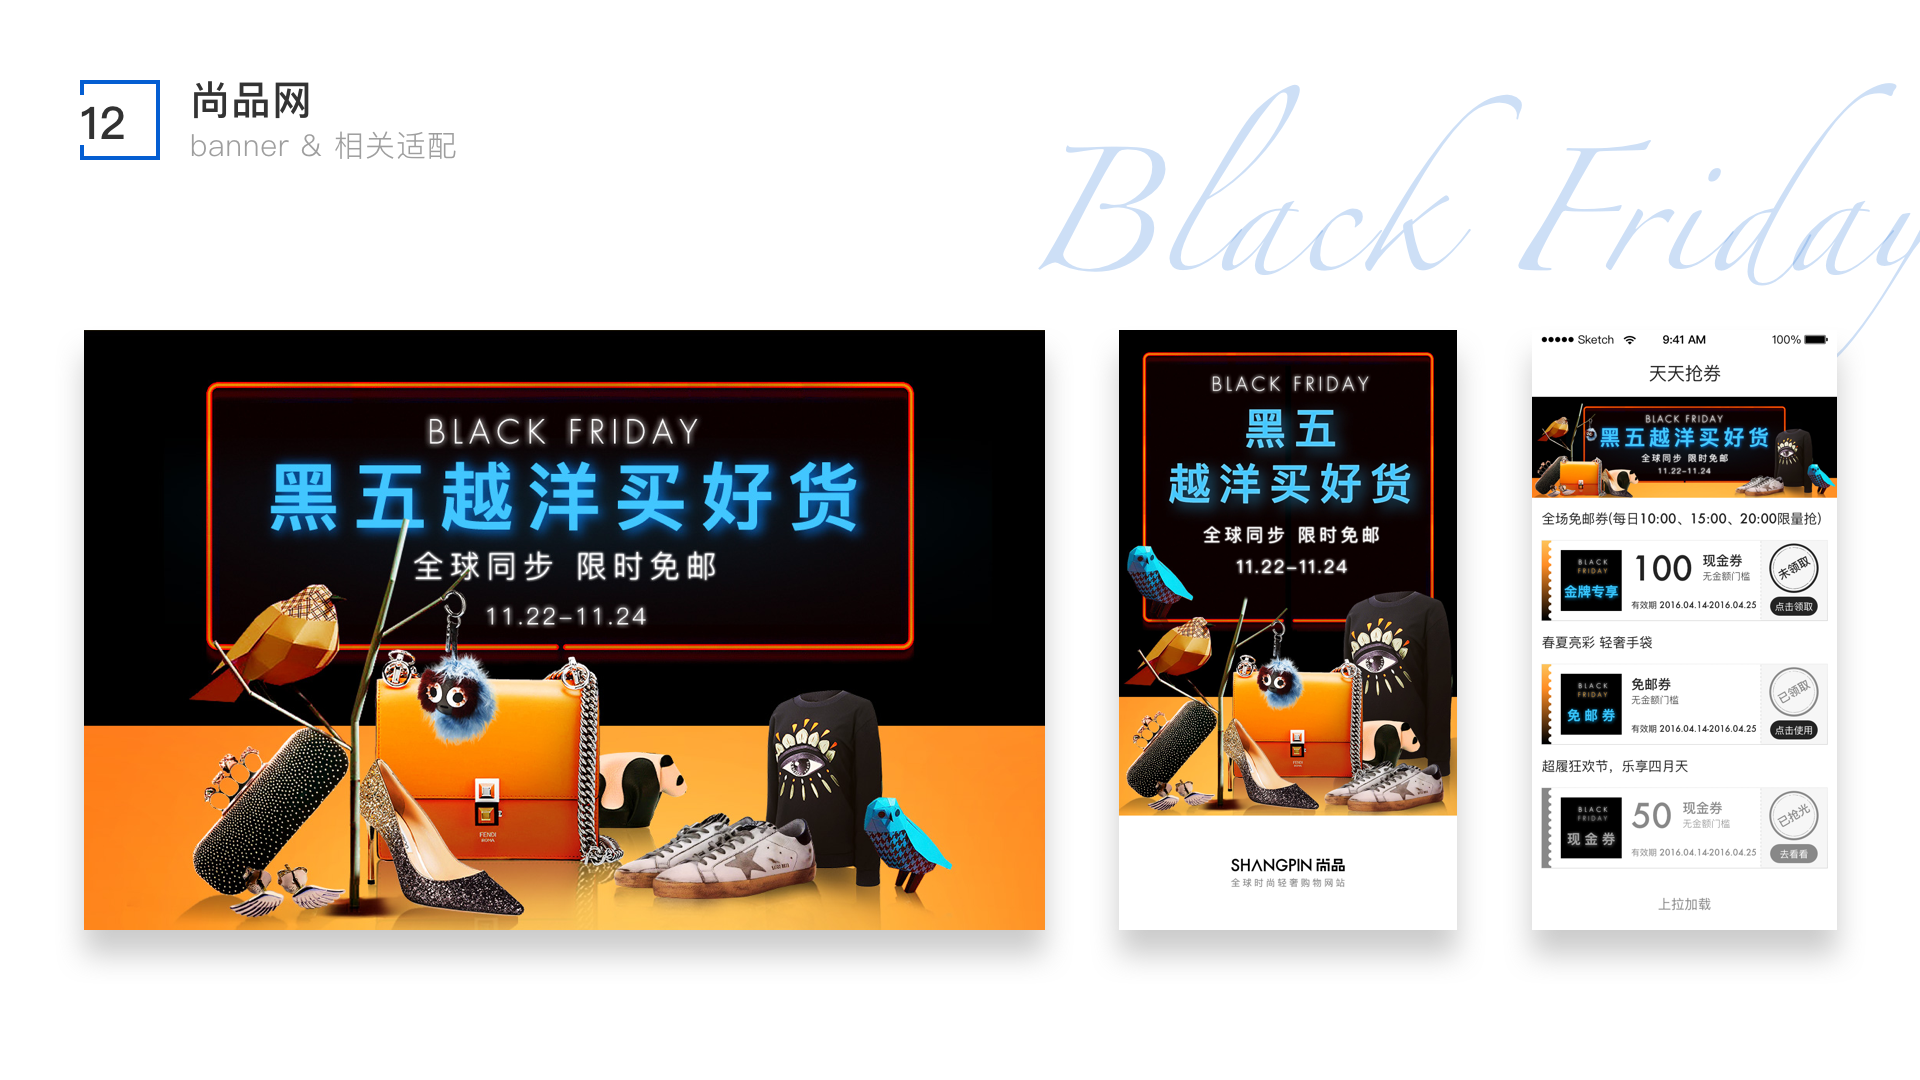 12
尚品网
banner & 相关适配
Black Friday
BLACK FRIDAY
黑五越洋买好货
全球同步 限时免邮
11.22-11.24
FENDI
ROMA
BLACK FRIDAY
黑五
越洋买好货
全球同步 限时免邮
11.22-11.24
SHANGPIN 尚品
全球时尚轻奢购物网站
Sketch 9:41 AM 100%
天天抢券
BLACK FRIDAY
黑五越洋买好货
全球同步 限时免邮
11.22-11.24
全场免邮券(每日10:00、15:00、20:00限量抢)
BLACK
FRIDAY
金牌专享
100 现金券
无金额门槛
有效期 2016.04.14-2016.04.25
未领取
点击领取
春夏亮彩 轻奢手袋
BLACK
FRIDAY
免邮券
免邮券
无金额门槛
有效期 2016.04.14-2016.04.25
已领取
点击使用
超履狂欢节，乐享四月天
BLACK
FRIDAY
现金券
50 现金券
无金额门槛
有效期 2016.04.14-2016.04.25
已抢光
去看看
上拉加载